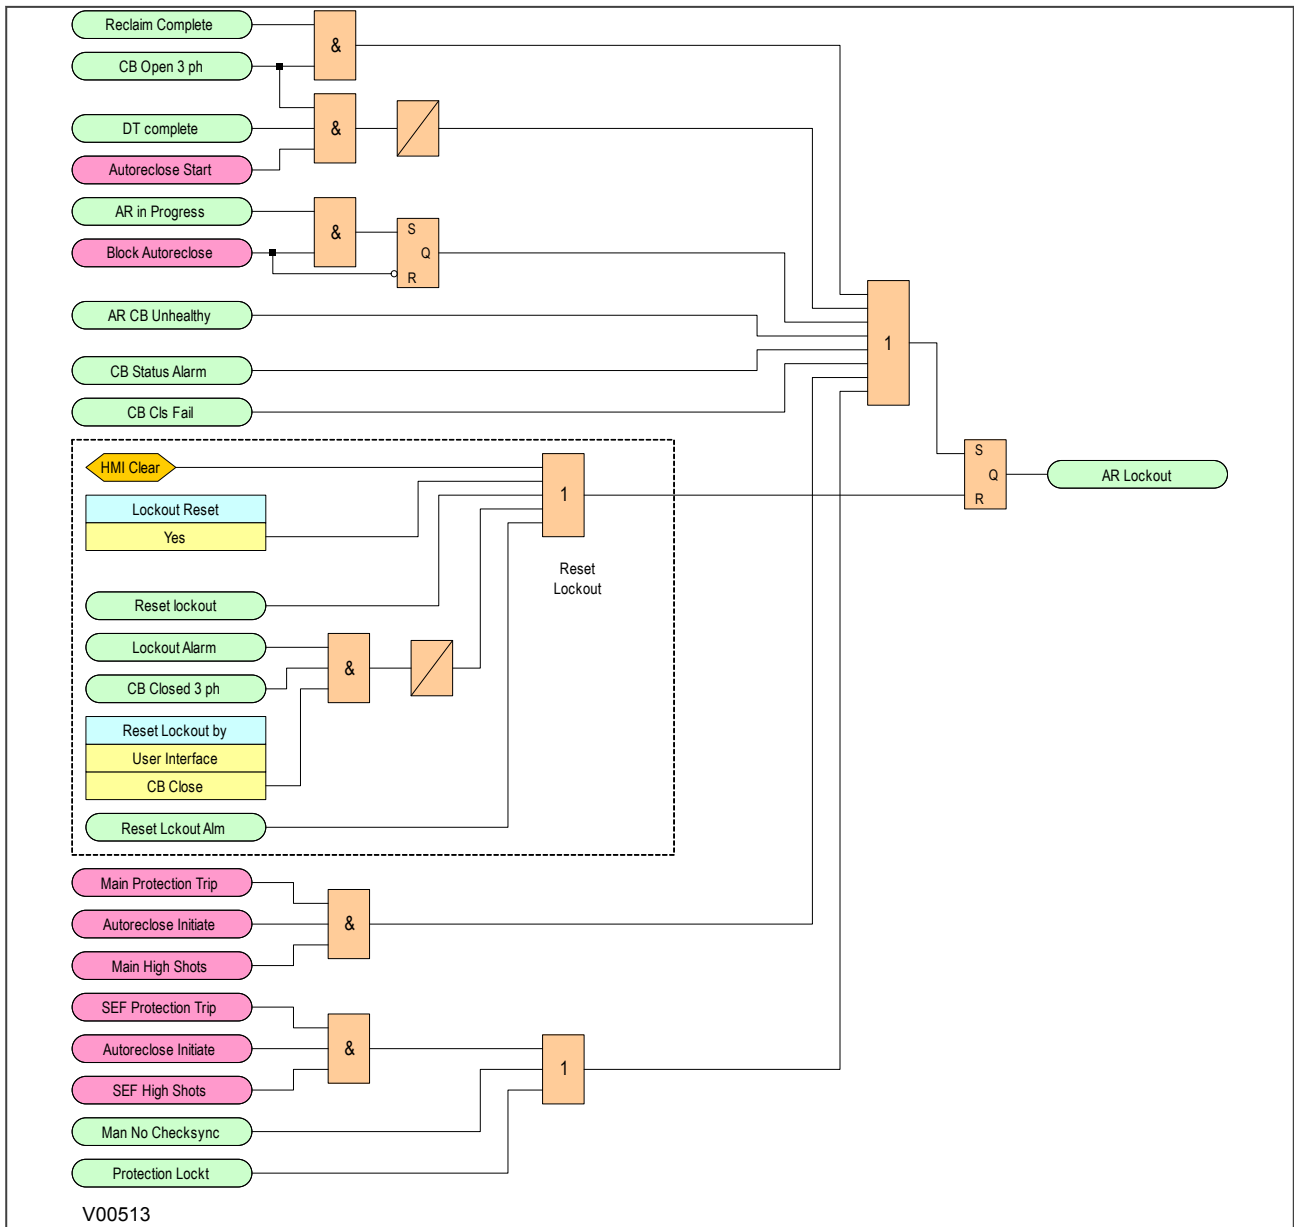 Reclaim Complete
&
CB Open 3 ph
&
DT complete
Autoreclose Start
AR in Progress
&
S
Block Autoreclose
Q
R
AR CB Unhealthy
1
CB Status Alarm
CB Cls Fail
HMI Clear
S
Q
AR Lockout
R
1
Lockout Reset
Yes
Reset
Lockout
Reset lockout
Lockout Alarm
&
CB Closed 3 ph
Reset Lockout by
User Interface
CB Close
Reset Lckout Alm
Main Protection Trip
Autoreclose Initiate
&
Main High Shots
SEF Protection Trip
Autoreclose Initiate
&
1
SEF High Shots
Man No Checksync
Protection Lockt
V00513